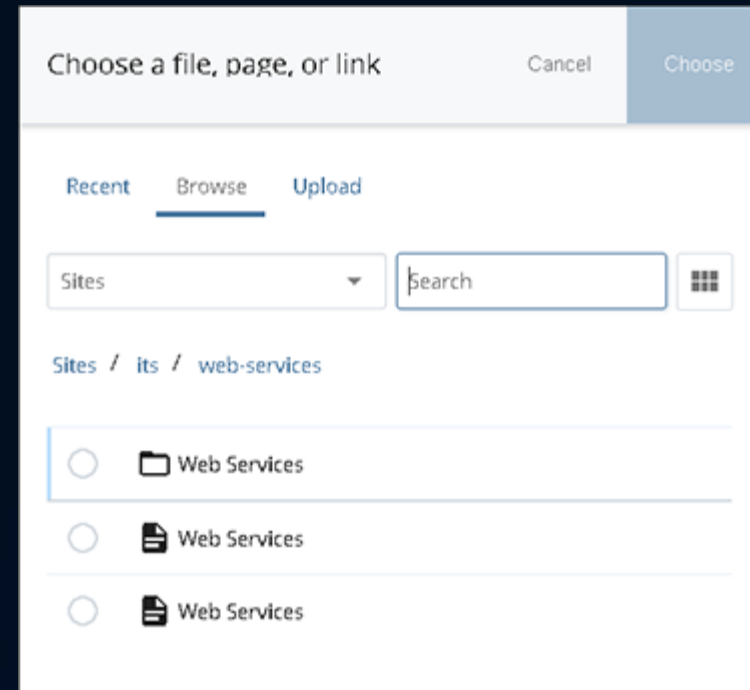 Choose a file, page, or link Cancel Choose
Recent Browse Upload
Sites Search
Sites / its / web-services
Web Services
Web Services
Web Services